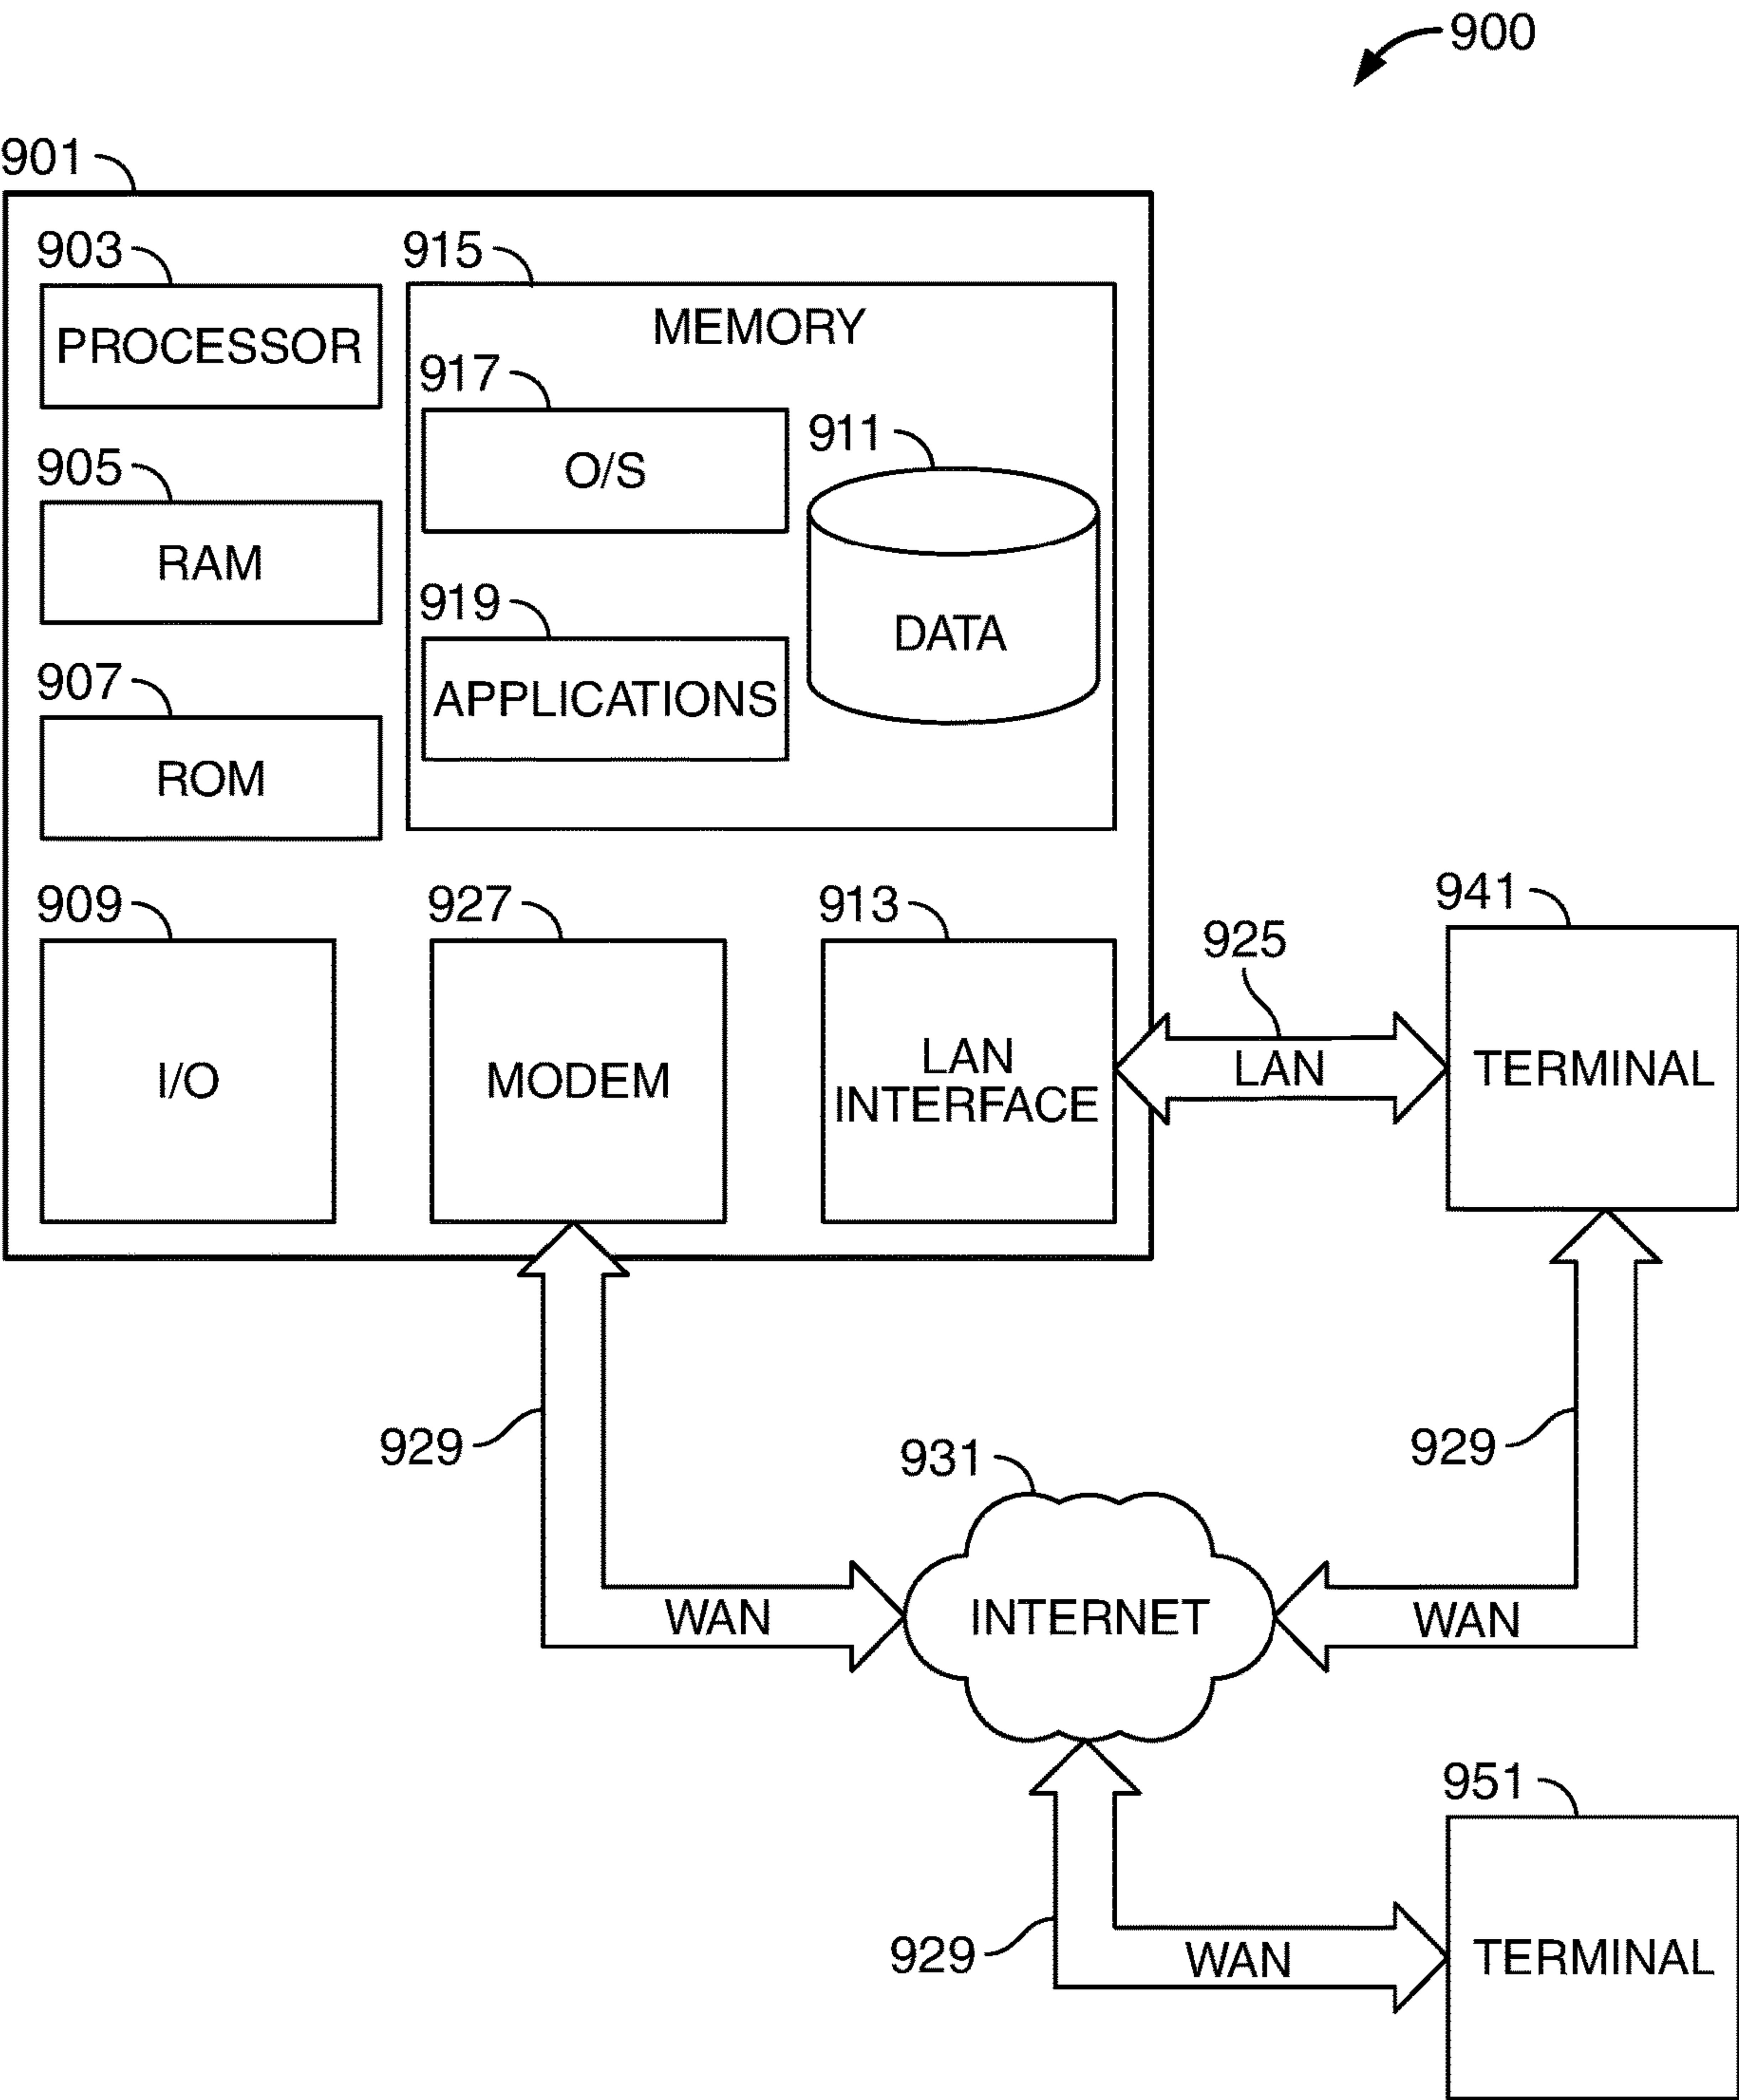 900
901
903
PROCESSOR
915
MEMORY
917
O/S
911
DATA
905
RAM
919
APPLICATIONS
907
ROM
909
I/O
927
MODEM
913
LAN
INTERFACE
925
LAN
941
TERMINAL
929
WAN
931
INTERNET
929
WAN
929
WAN
951
TERMINAL